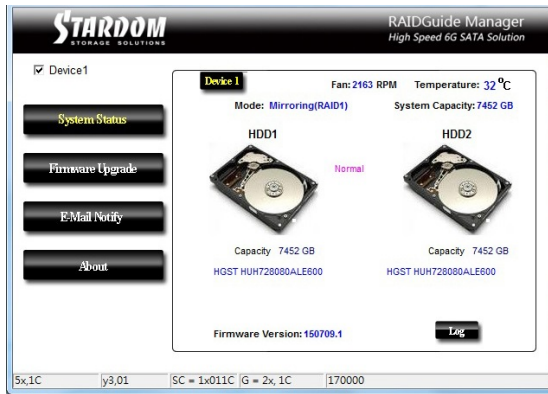 STARDOM
STORAGE SOLUTIONS
RAIDGuide Manager
High Speed 6G SATA Solution
Device1
System Status
Firmware Upgrade
E-Mail Notify
About
Device 1
Fan: 2163 RPM Temperature: 32 °C
Mode: Mirroring(RAID1) System Capacity: 7452 GB
HDD1 HDD2
Normal
Capacity 7452 GB Capacity 7452 GB
HGST HUH728080ALE600 HGST HUH728080ALE600
Firmware Version: 150709.1 Log
5x,1C y3,01 SC = 1x011C G = 2x, 1C 170000